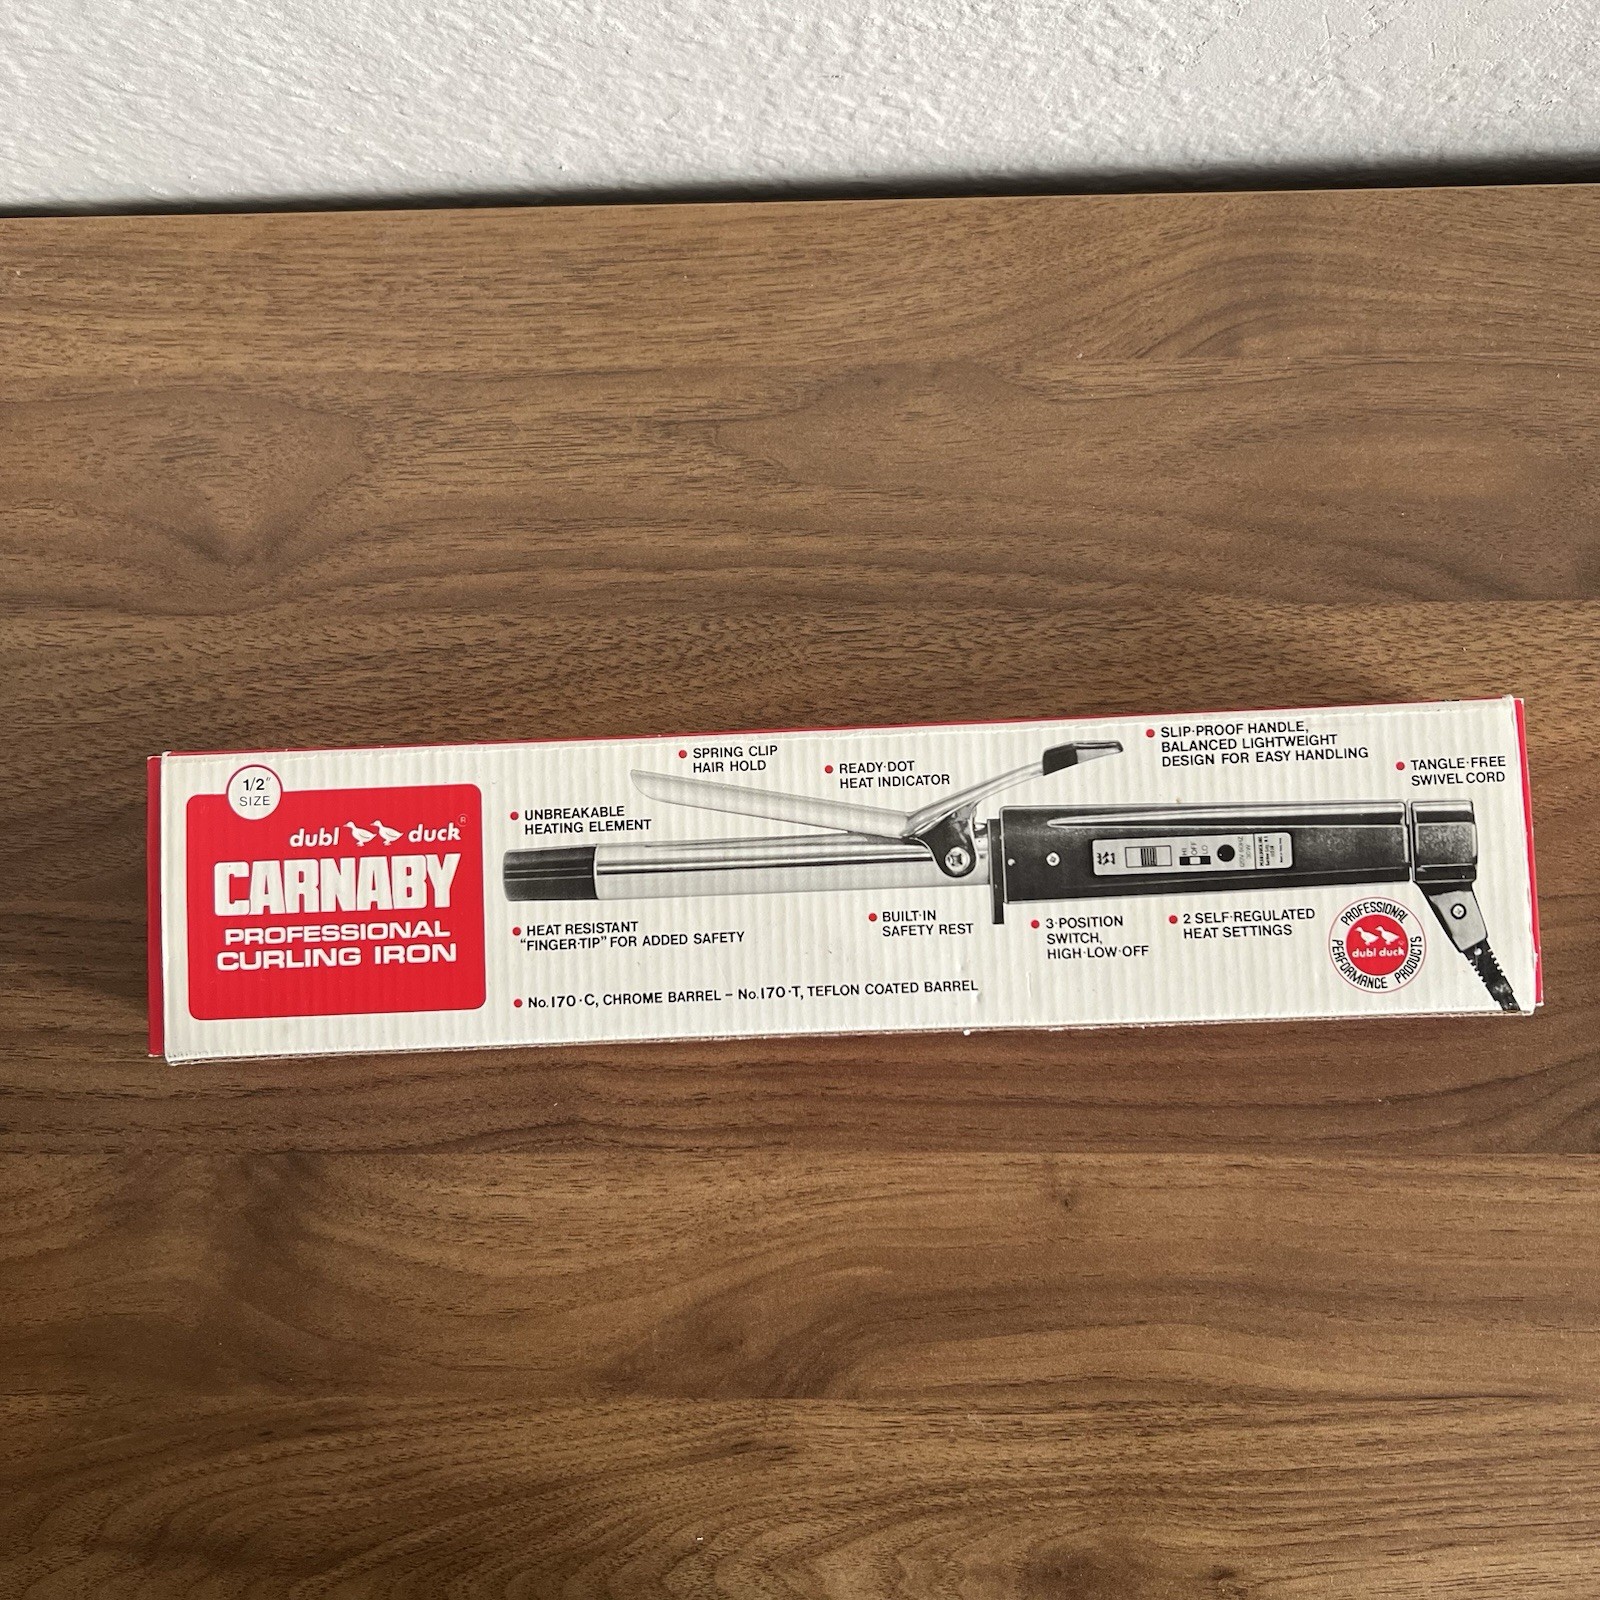 1/2"
SIZE
dubl duck®
CARNABY
PROFESSIONAL
CURLING IRON
• SPRING CLIP
HAIR HOLD
• READY·DOT
HEAT INDICATOR
• SLIP·PROOF HANDLE,
BALANCED LIGHTWEIGHT
DESIGN FOR EASY HANDLING
• TANGLE·FREE
SWIVEL CORD
• UNBREAKABLE
HEATING ELEMENT
HI
OFF
LO
• HEAT RESISTANT
"FINGER·TIP" FOR ADDED SAFETY
• BUILT·IN
SAFETY REST
• 3·POSITION
SWITCH,
HIGH·LOW·OFF
• 2 SELF·REGULATED
HEAT SETTINGS
PROFESSIONAL
dubl duck
PERFORMANCE PRODUCTS
• No.170·C, CHROME BARREL – No.170·T, TEFLON COATED BARREL